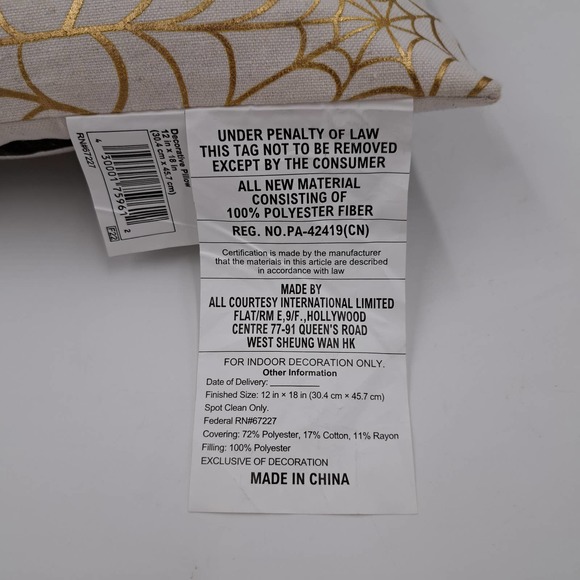 Decorative Pillow
12 in x 18 in
(30.4 cm x 45.7 cm)
4 30001 75961 2
RN#67227
F22
UNDER PENALTY OF LAW
THIS TAG NOT TO BE REMOVED
EXCEPT BY THE CONSUMER
ALL NEW MATERIAL
CONSISTING OF
100% POLYESTER FIBER
REG. NO.PA-42419(CN)
Certification is made by the manufacturer
that the materials in this article are described
in accordance with law
MADE BY
ALL COURTESY INTERNATIONAL LIMITED
FLAT/RM E,9/F.,HOLLYWOOD
CENTRE 77-91 QUEEN'S ROAD
WEST SHEUNG WAN HK
FOR INDOOR DECORATION ONLY.
Other Information
Date of Delivery:
Finished Size: 12 in × 18 in (30.4 cm × 45.7 cm)
Spot Clean Only.
Federal RN#67227
Covering: 72% Polyester, 17% Cotton, 11% Rayon
Filling: 100% Polyester
EXCLUSIVE OF DECORATION
MADE IN CHINA